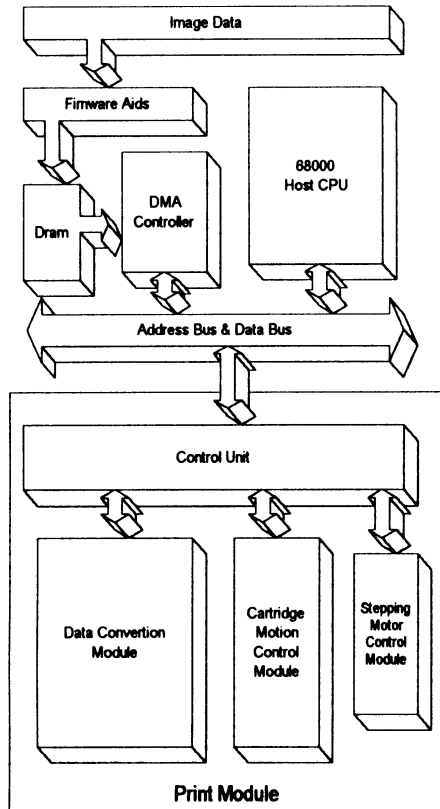 Image Data
Firmware Aids
68000
Host CPU
DMA
Controller
Dram
Address Bus & Data Bus
Control Unit
Data Convertion
Module
Cartridge
Motion
Control
Module
Stepping
Motor
Control
Module
Print Module